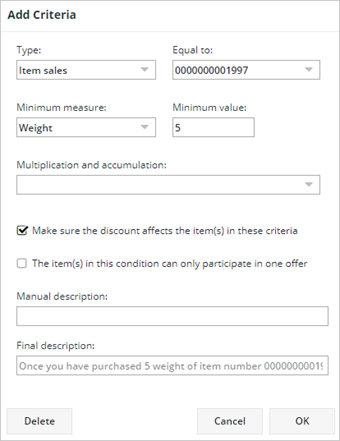 Add Criteria
Type: Equal to:
Item sales 0000000001997
Minimum measure: Minimum value:
Weight 5
Multiplication and accumulation:
Make sure the discount affects the item(s) in these criteria
The item(s) in this condition can only participate in one offer
Manual description:
Final description:
Once you have purchased 5 weight of item number 00000000019
Delete Cancel OK